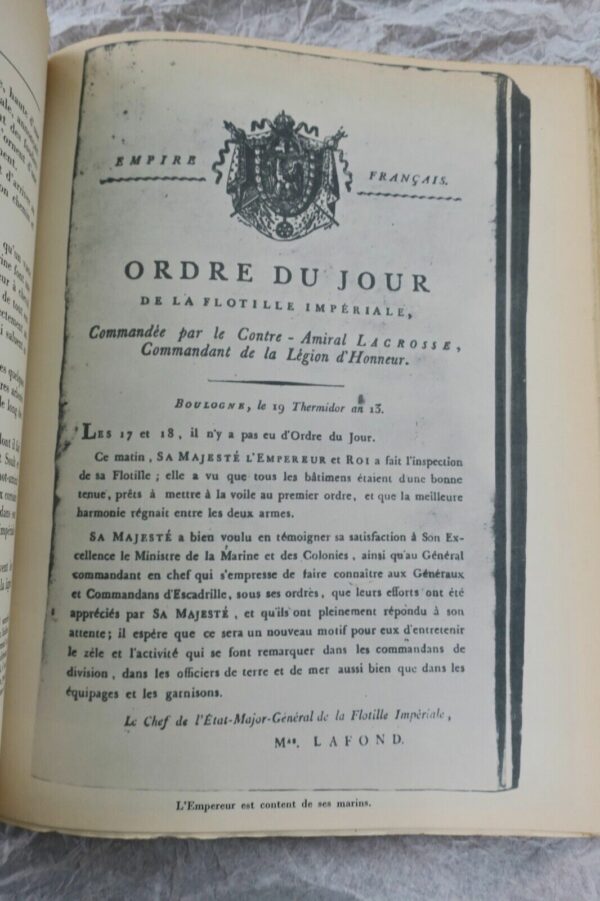 EMPIRE FRANÇAIS.
ORDRE DU JOUR
DE LA FLOTILLE IMPÉRIALE,
Commandée par le Contre-Amiral LACROSSE,
Commandant de la Légion d'Honneur.
BOULOGNE, le 19 Thermidor an 13.
LES 17 et 18, il n'y a pas eu d'Ordre du Jour.
Ce matin, SA MAJESTÉ L'EMPEREUR et ROI a fait l'inspection
de sa Flotille; elle a vu que tous les bâtimens étaient d'une bonne
tenue, prêts à mettre à la voile au premier ordre, et que la meilleure
harmonie régnait entre les deux armes.
SA MAJESTÉ a bien voulu en témoigner sa satisfaction à Son Ex-
cellence le Ministre de la Marine et des Colonies, ainsi qu'au Général
commandant en chef qui s'empresse de faire connaître aux Généraux
et Commandans d'Escadrille, sous ses ordrès, que leurs efforts ont été
appréciés par SA MAJESTÉ, et qu'ils ont pleinement répondu à son
attente; il espère que ce sera un nouveau motif pour eux d'entretenir
le zèle et l'activité qui se font remarquer dans les commandans de
division, dans les officiers de terre et de mer aussi bien que dans les
équipages et les garnisons.
Le Chef de l'État-Major-Général de la Flotille Impériale,
LAFOND.
L'Empereur est content de ses marins.